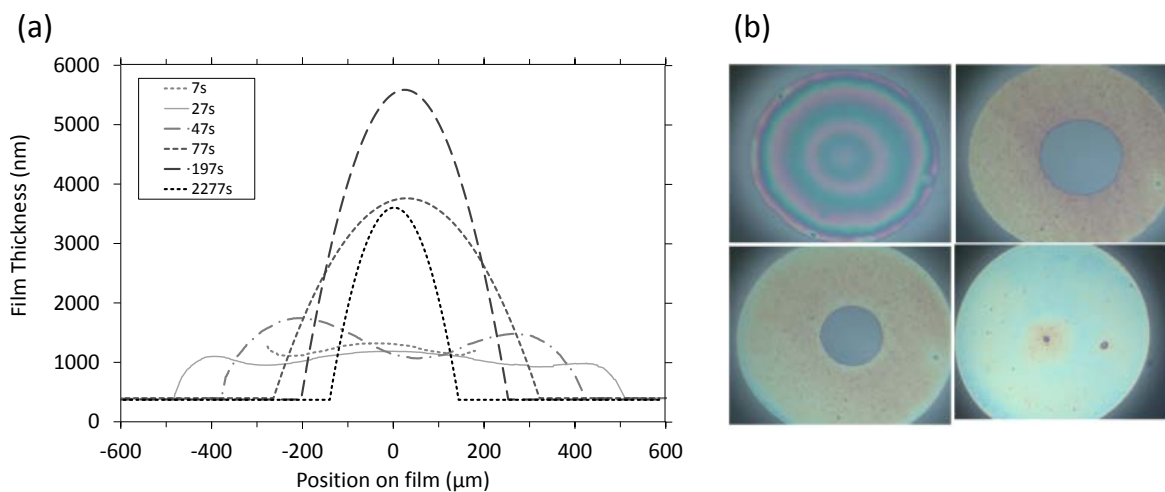 (a)
(b)
6000
5000
4000
3000
2000
1000
0
Film Thickness (nm)
7s
27s
47s
77s
197s
2277s
-600
-400
-200
0
200
400
600
Position on film (μm)